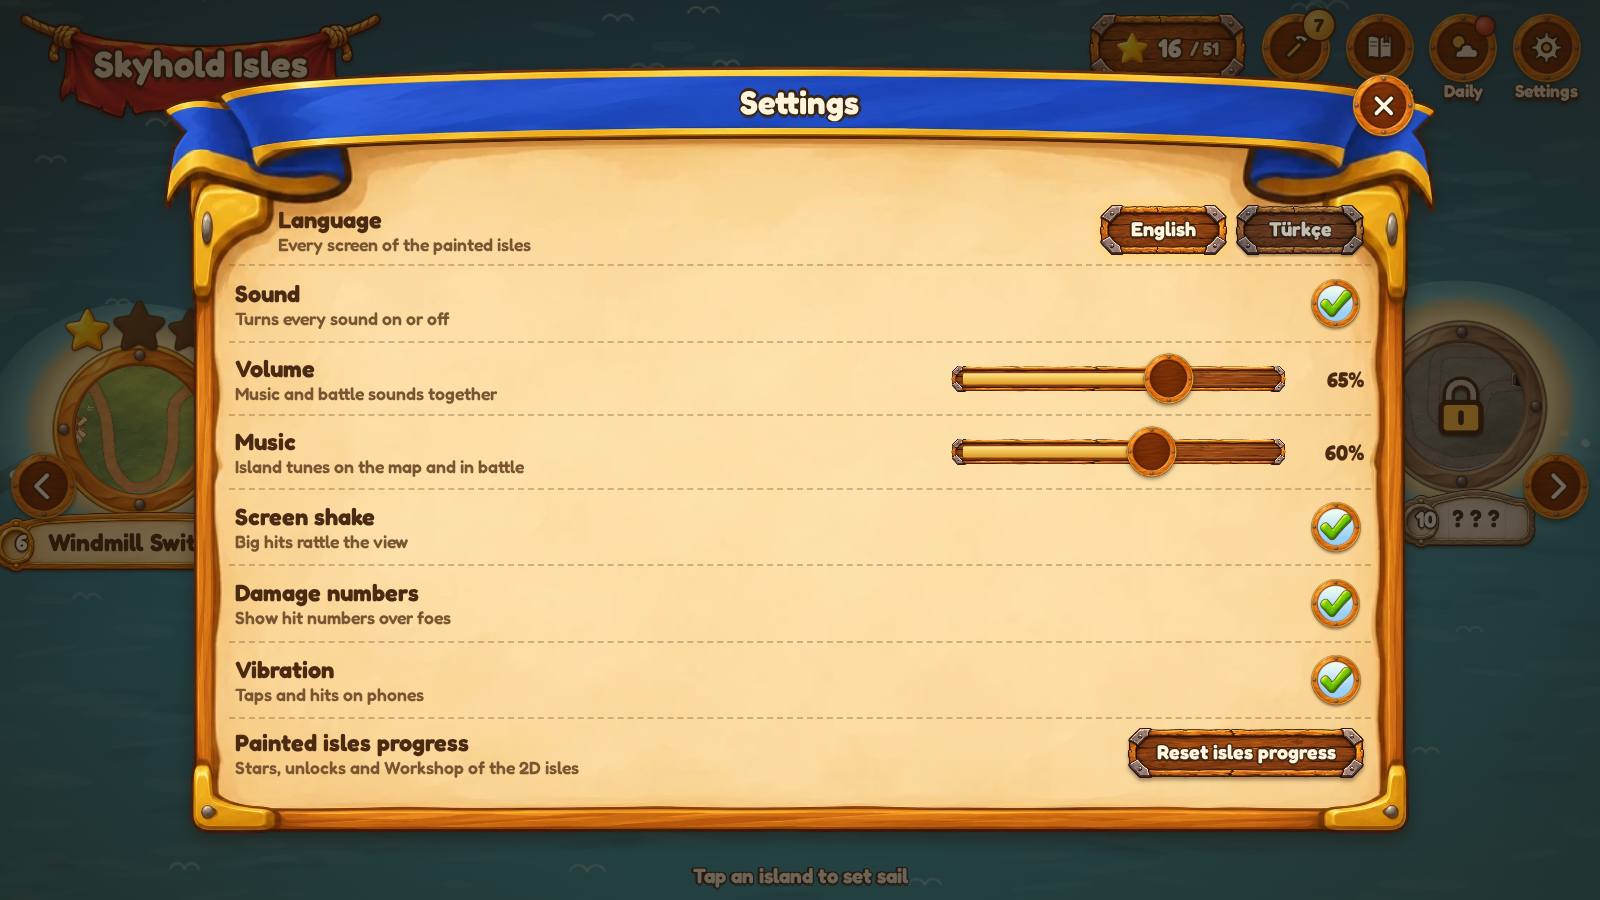 Skyhold Isles
16 / 51
7
Daily
Settings
Settings
Language
Every screen of the painted isles
English
Türkçe
Sound
Turns every sound on or off
Volume
Music and battle sounds together
65%
Music
Island tunes on the map and in battle
60%
Screen shake
Big hits rattle the view
Damage numbers
Show hit numbers over foes
Vibration
Taps and hits on phones
Painted isles progress
Stars, unlocks and Workshop of the 2D isles
Reset isles progress
6 Windmill Swit
10 ? ? ?
Tap an island to set sail